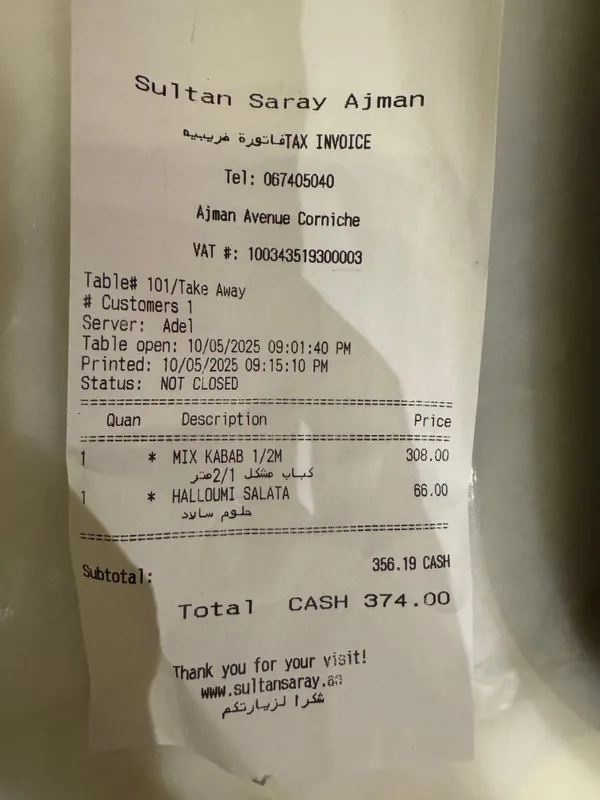 Sultan Saray Ajman
فاتورة ضريبيه TAX INVOICE
Tel: 067405040
Ajman Avenue Corniche
VAT #: 100343519300003
Table# 101/Take Away
# Customers 1
Server: Adel
Table open: 10/05/2025 09:01:40 PM
Printed: 10/05/2025 09:15:10 PM
Status: NOT CLOSED
Quan Description Price
1 * MIX KABAB 1/2M 308.00
كباب مشكل 2/1متر
1 * HALLOUMI SALATA 66.00
حلوم سالاد
Subtotal: 356.19 CASH
Total CASH 374.00
Thank you for your visit!
www.sultansaray.ae
شكرا لزيارتكم